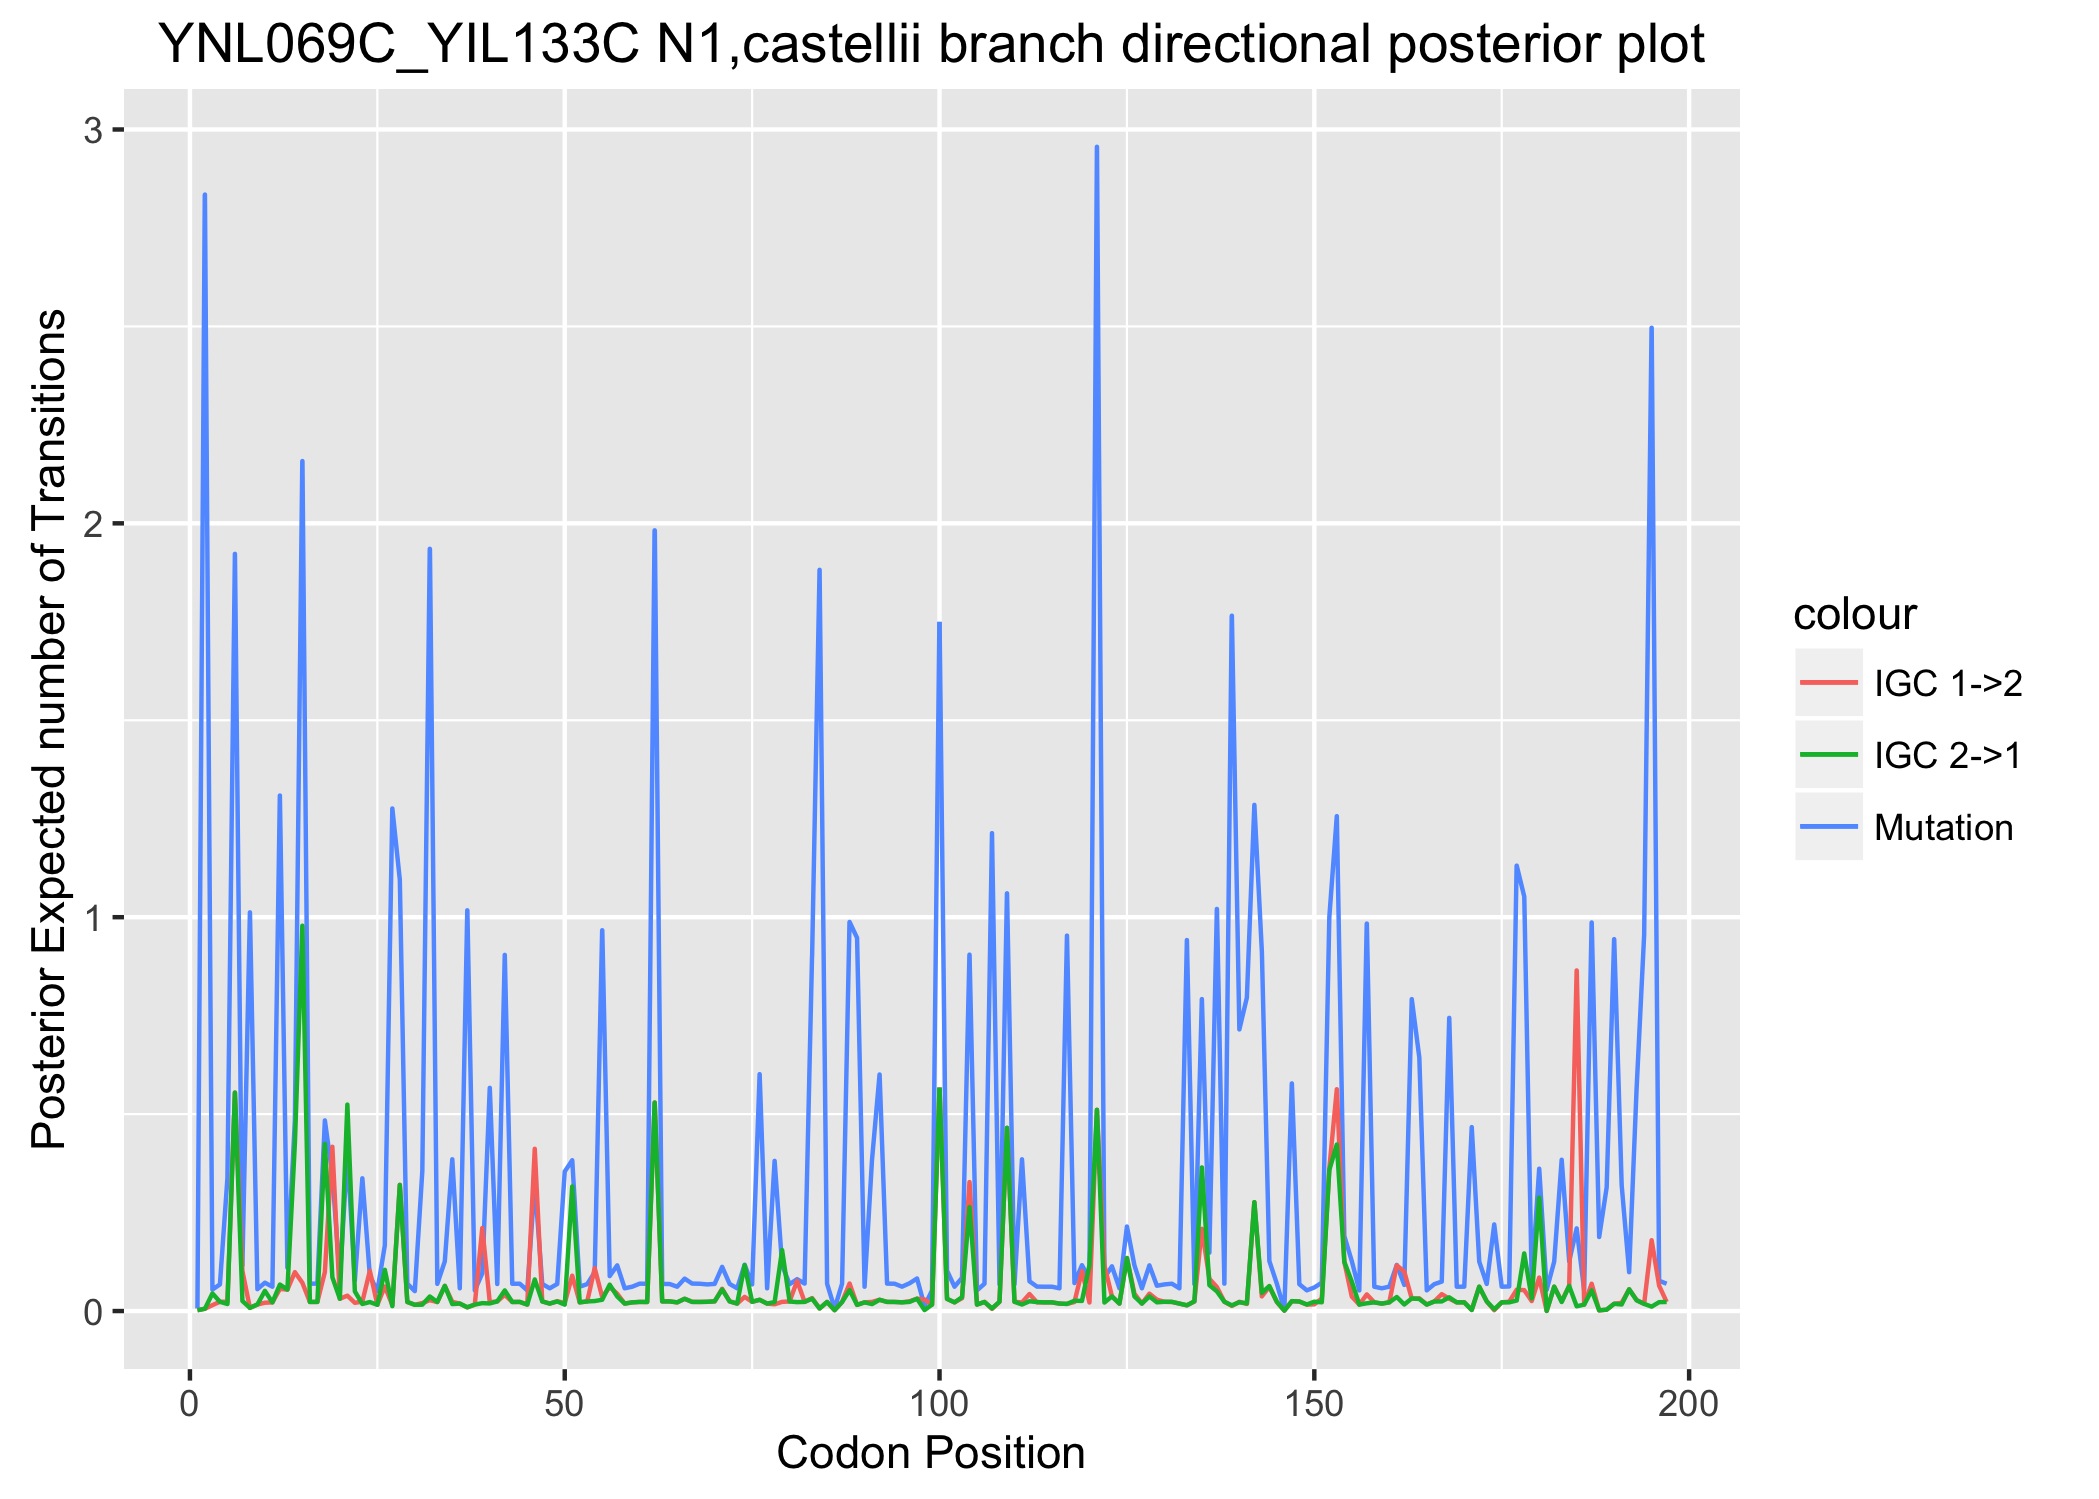 YNL069C_YIL133C N1,castellii branch directional posterior plot
Posterior Expected number of Transitions
3
2
1
0
0 50 100 150 200
Codon Position
colour
IGC 1->2
IGC 2->1
Mutation